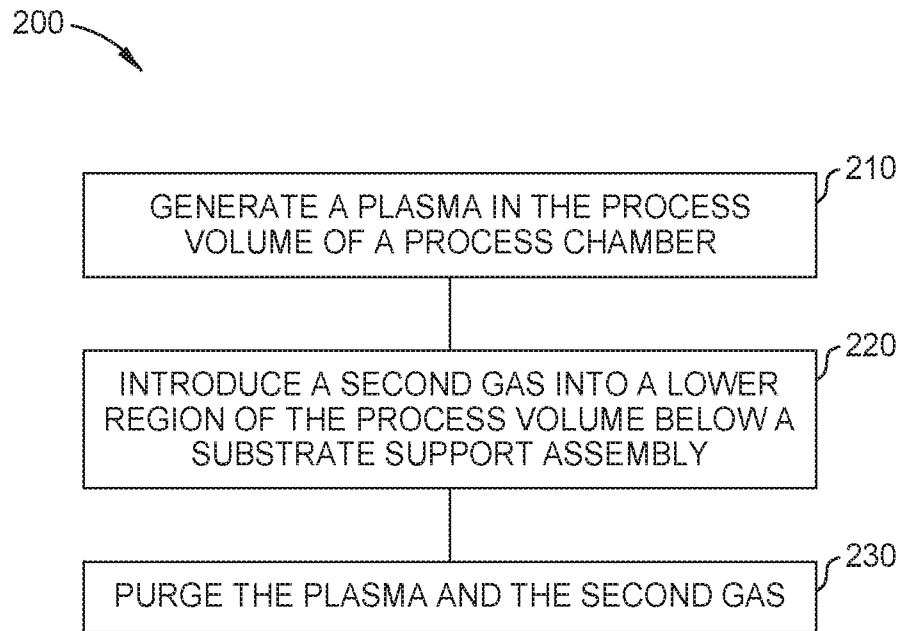 200
210
GENERATE A PLASMA IN THE PROCESS
VOLUME OF A PROCESS CHAMBER
220
INTRODUCE A SECOND GAS INTO A LOWER
REGION OF THE PROCESS VOLUME BELOW A
SUBSTRATE SUPPORT ASSEMBLY
230
PURGE THE PLASMA AND THE SECOND GAS